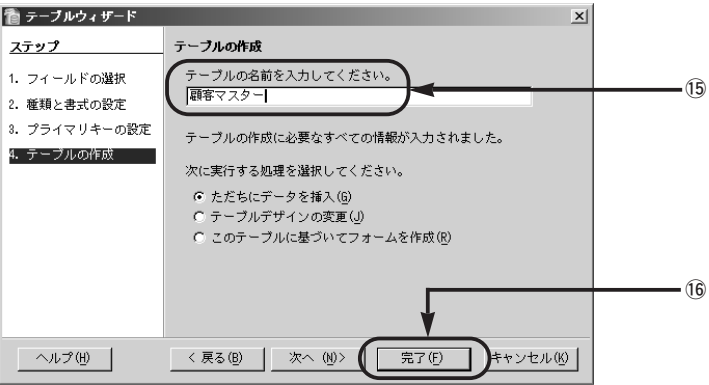 テーブルウィザード
ステップ
1. フィールドの選択
2. 種類と書式の設定
3. プライマリキーの設定
4. テーブルの作成
テーブルの作成
テーブルの名前を入力してください。
顧客マスター
テーブルの作成に必要なすべての情報が入力されました。
次に実行する処理を選択してください。
ただちにデータを挿入(G)
テーブルデザインの変更(J)
このテーブルに基づいてフォームを作成(R)
ヘルプ(H)
< 戻る(B)
次へ (N)>
完了(F)
キャンセル(K)
⑮
⑯